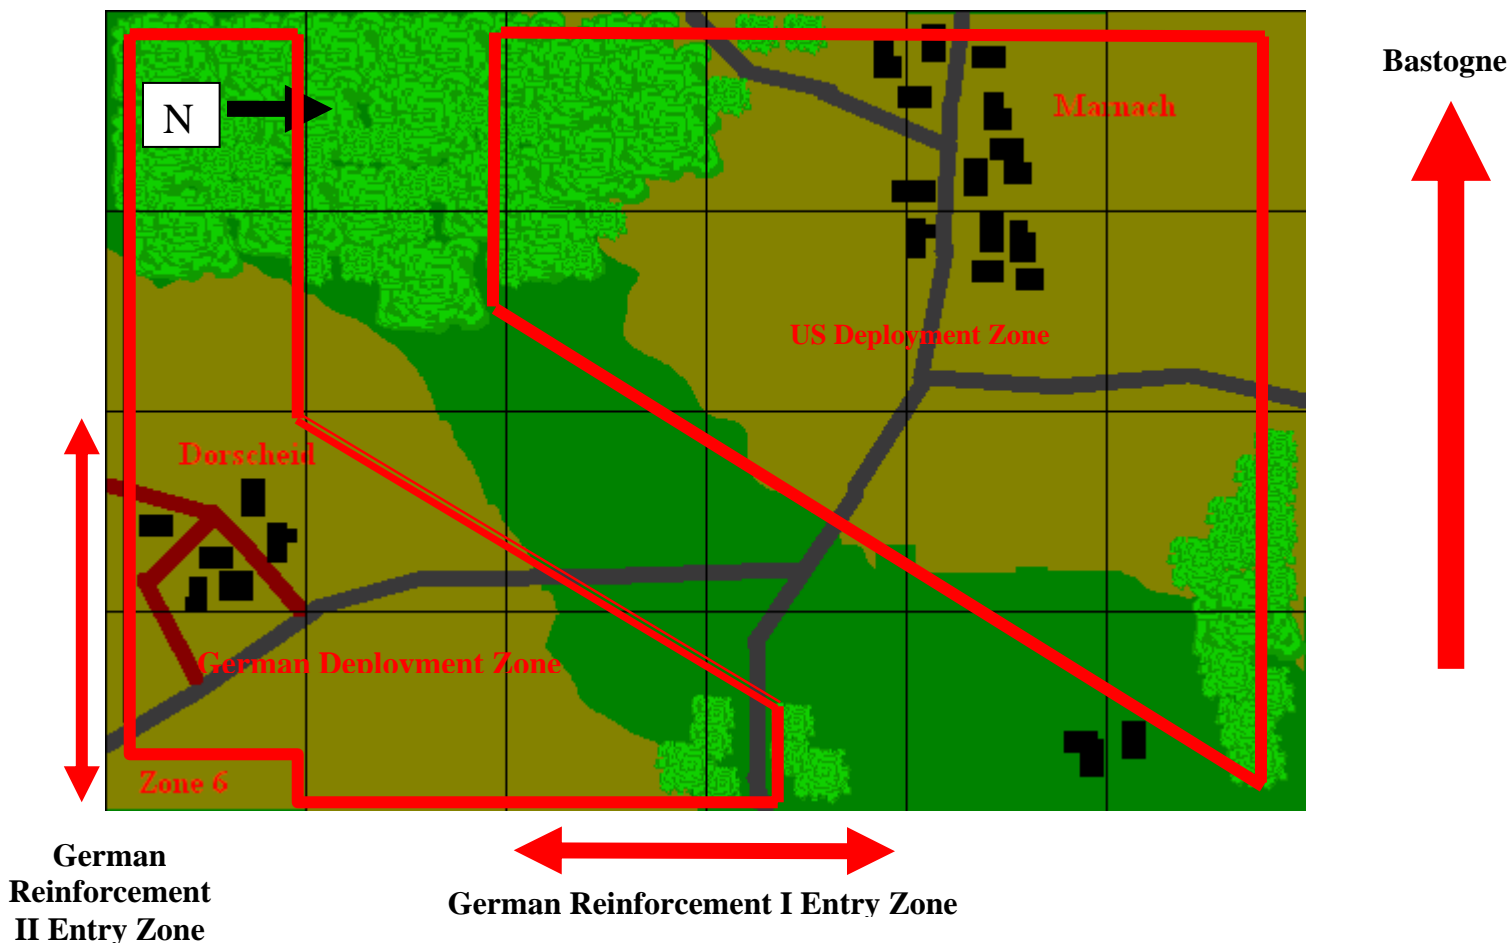 Bastogne
N
Marnach
US Deployment Zone
Dorscheid
German Deployment Zone
Zone 6
German
Reinforcement
II Entry Zone
German Reinforcement I Entry Zone